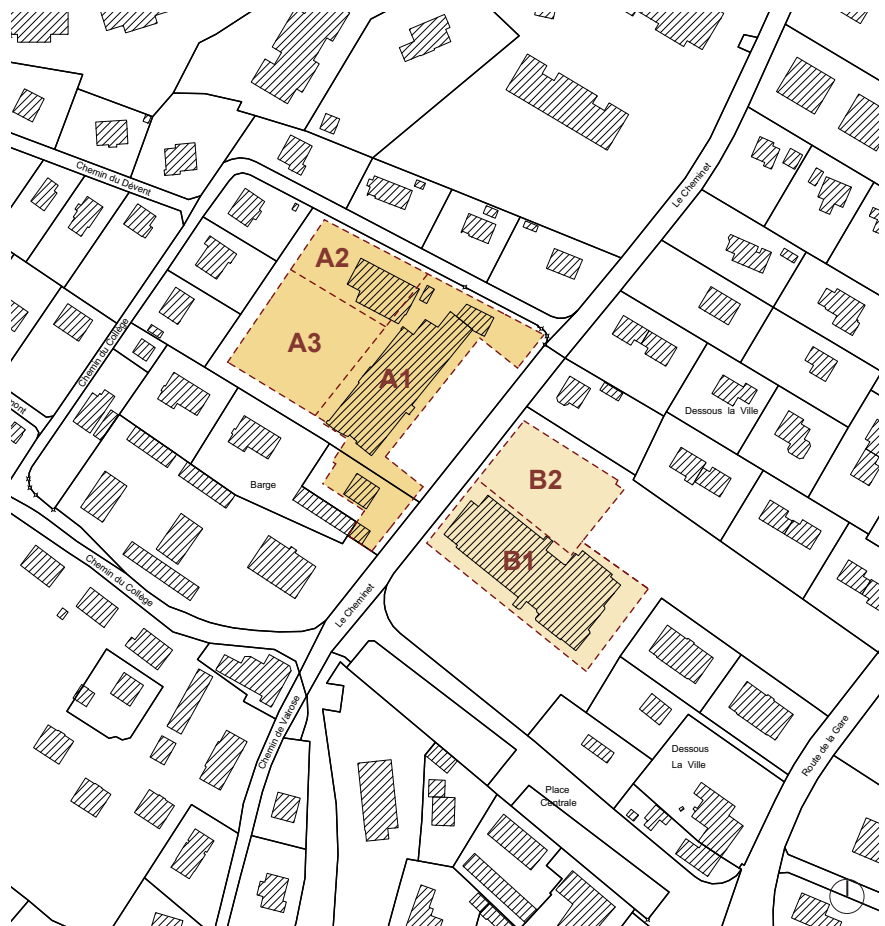 Chemin du Dévent
Le Cheminet
A2
A3
A1
Chemin du Collège
Dessous la Ville
B2
Barge
B1
Chemin du Collège
Le Cheminet
Chemin de Valrose
Route de la Gare
Dessous
La Ville
Place
Centrale